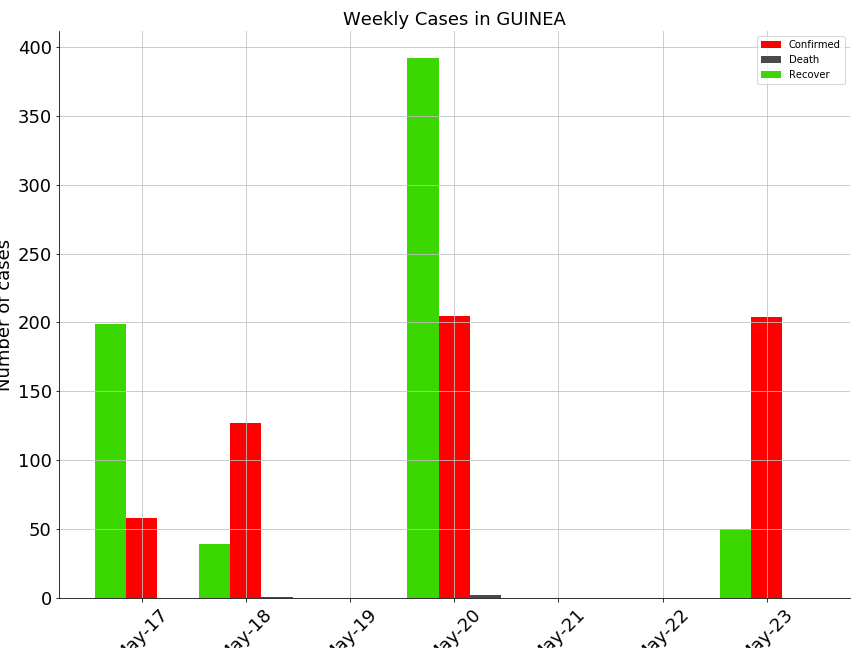 Weekly Cases in GUINEA
Confirmed
Death
Recover
Number of cases
400
350
300
250
200
150
100
50
0
May-17
May-18
May-19
May-20
May-21
May-22
May-23